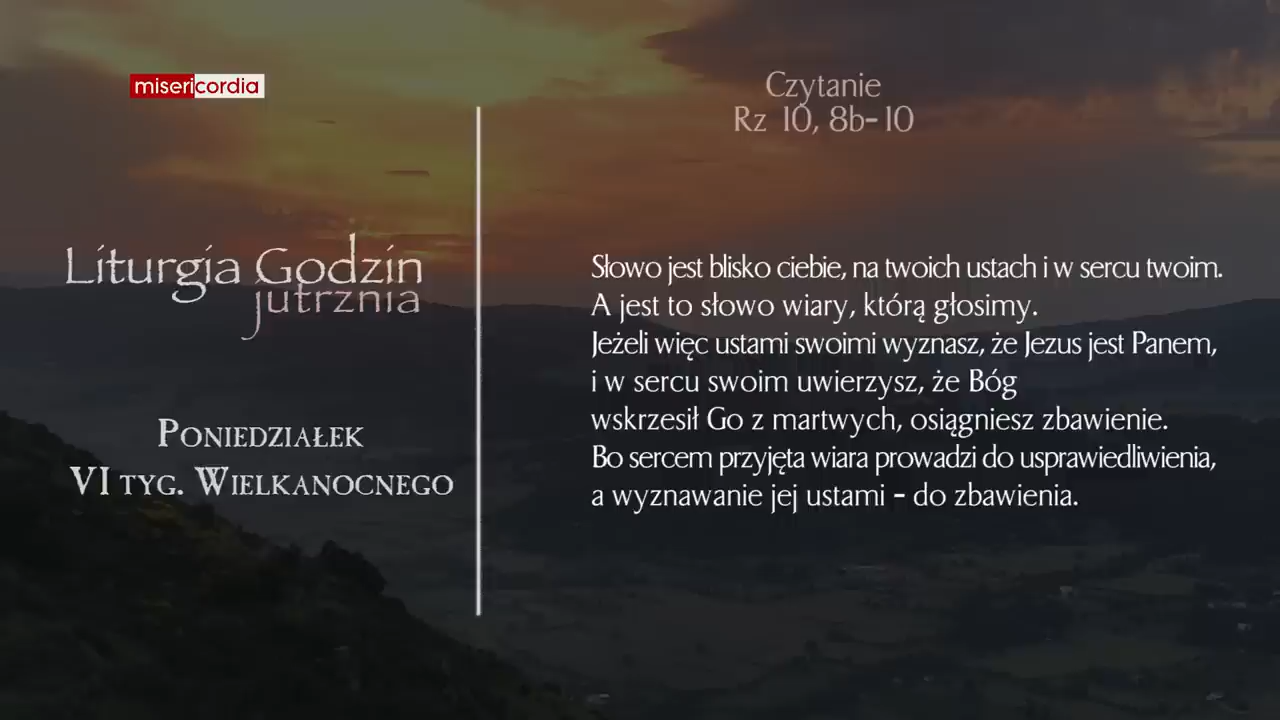 misericordia
Liturgia Godzin
jutrznia
Poniedziałek
VI tyg. Wielkanocnego
Czytanie
Rz 10, 8b-10
Słowo jest blisko ciebie, na twoich ustach i w sercu twoim.
A jest to słowo wiary, którą głosimy.
Jeżeli więc ustami swoimi wyznasz, że Jezus jest Panem,
i w sercu swoim uwierzysz, że Bóg
wskrzesił Go z martwych, osiągniesz zbawienie.
Bo sercem przyjęta wiara prowadzi do usprawiedliwienia,
a wyznawanie jej ustami - do zbawienia.